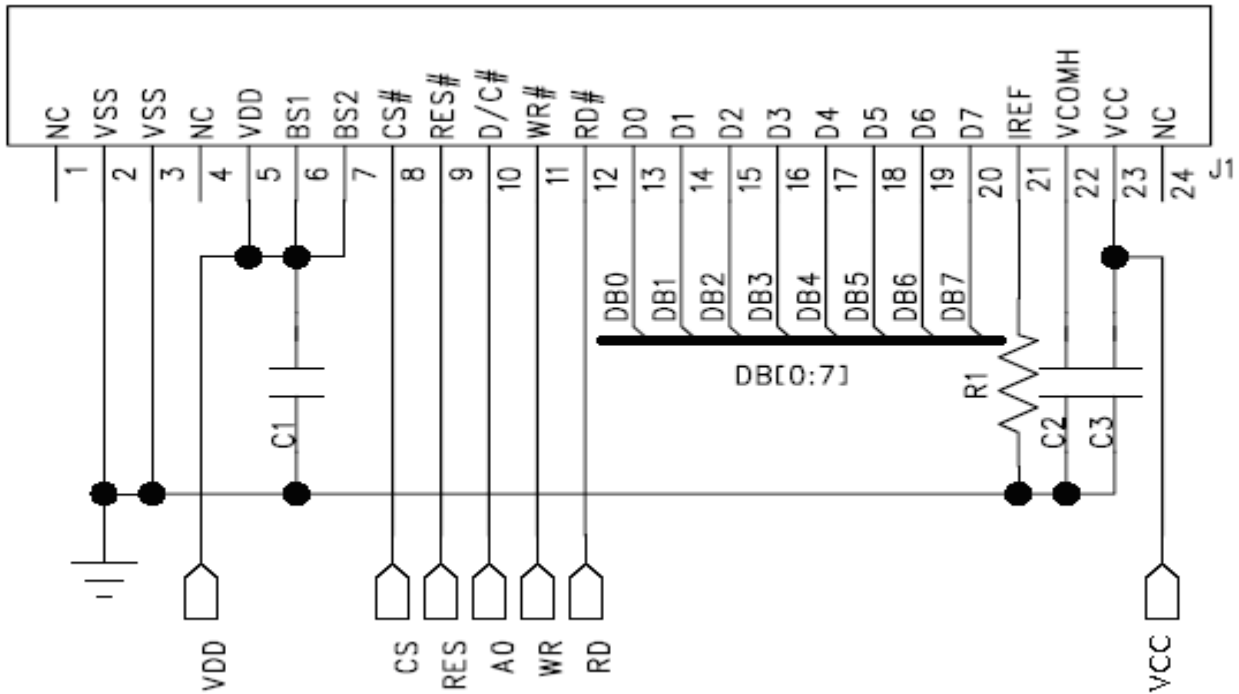 NC
VSS
VSS
NC
VDD
BS1
BS2
CS#
RES#
D/C#
WR#
RD#
D0
D1
D2
D3
D4
D5
D6
D7
IREF
VCOMH
VCC
NC
1
2
3
4
5
6
7
8
9
10
11
12
13
14
15
16
17
18
19
20
21
22
23
24
J1
DB0
DB1
DB2
DB3
DB4
DB5
DB6
DB7
DB[0:7]
R1
C1
C2
C3
VDD
CS
RES
A0
WR
RD
VCC